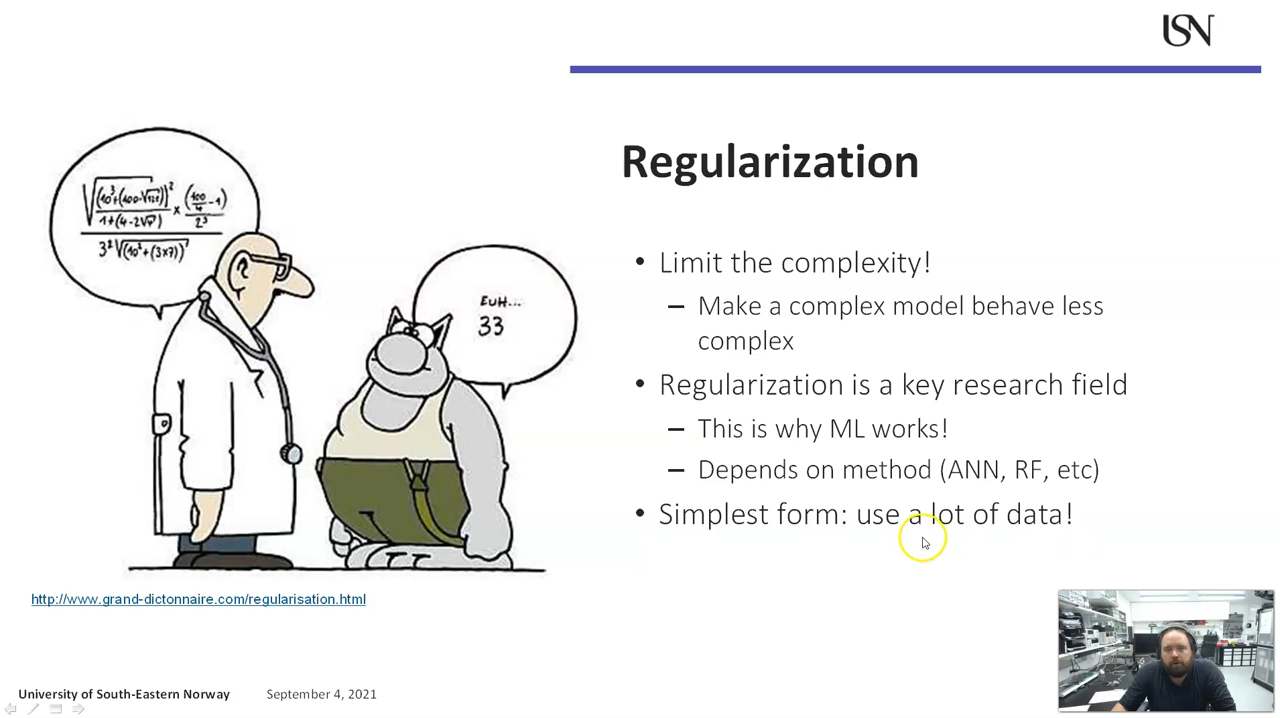 USN
Regularization
• Limit the complexity!
– Make a complex model behave less
complex
• Regularization is a key research field
– This is why ML works!
– Depends on method (ANN, RF, etc)
• Simplest form: use a lot of data!
EUH...
33
http://www.grand-dictonnaire.com/regularisation.html
University of South-Eastern Norway September 4, 2021